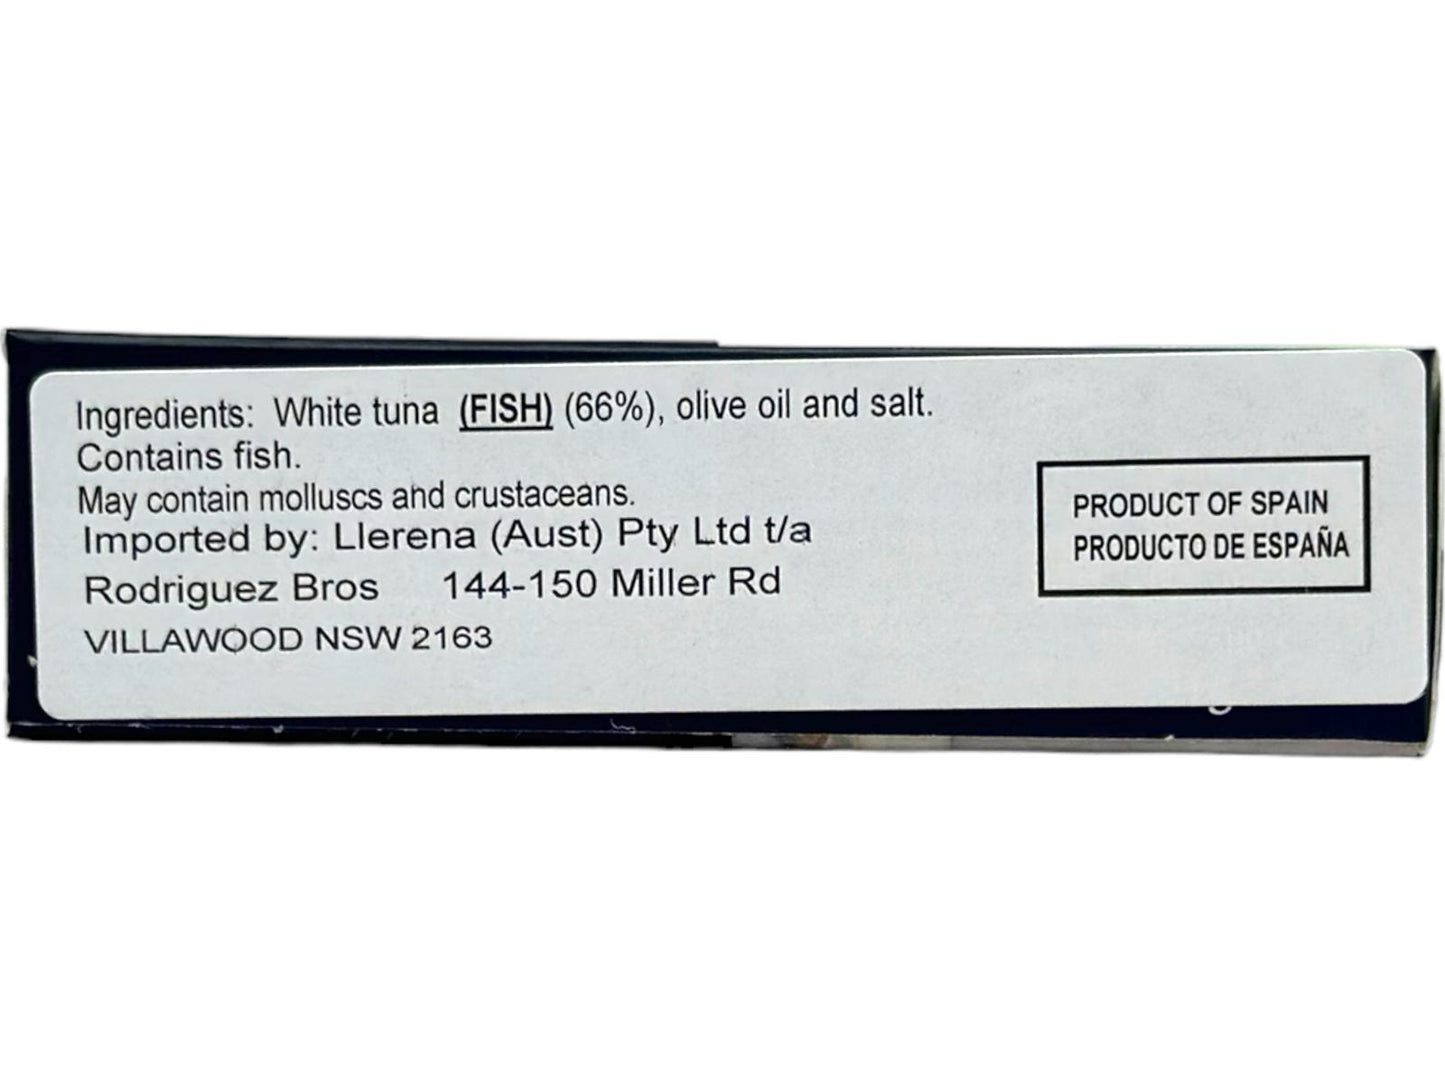 Ingredients: White tuna (FISH) (66%), olive oil and salt.
Contains fish.
May contain molluscs and crustaceans.
Imported by: Llerena (Aust) Pty Ltd t/a
Rodriguez Bros 144-150 Miller Rd
VILLAWOOD NSW 2163
PRODUCT OF SPAIN
PRODUCTO DE ESPAÑA